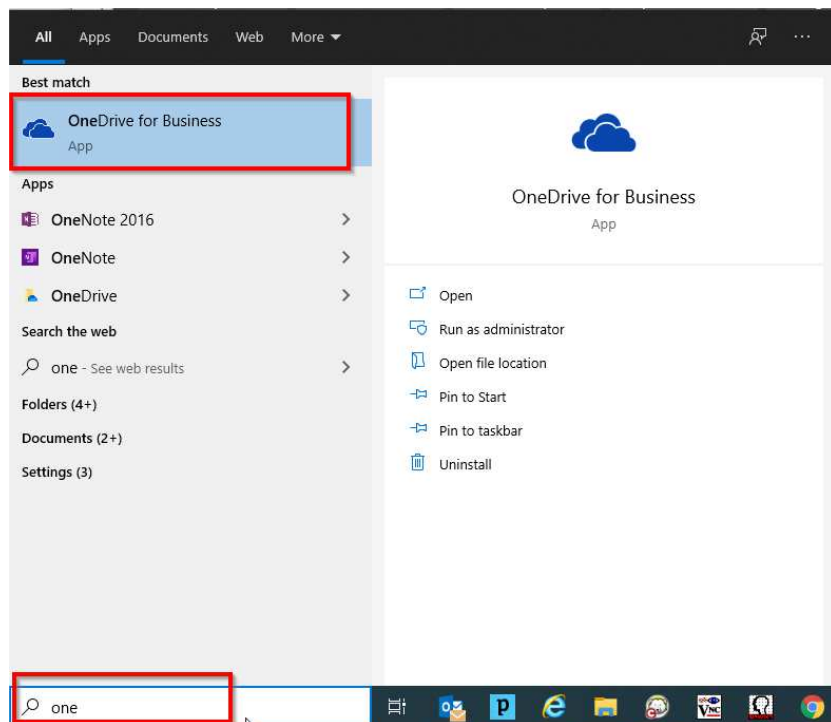 All Apps Documents Web More
Best match
OneDrive for Business
App
Apps
OneNote 2016
OneNote
OneDrive
Search the web
one - See web results
Folders (4+)
Documents (2+)
Settings (3)
OneDrive for Business
App
Open
Run as administrator
Open file location
Pin to Start
Pin to taskbar
Uninstall
one